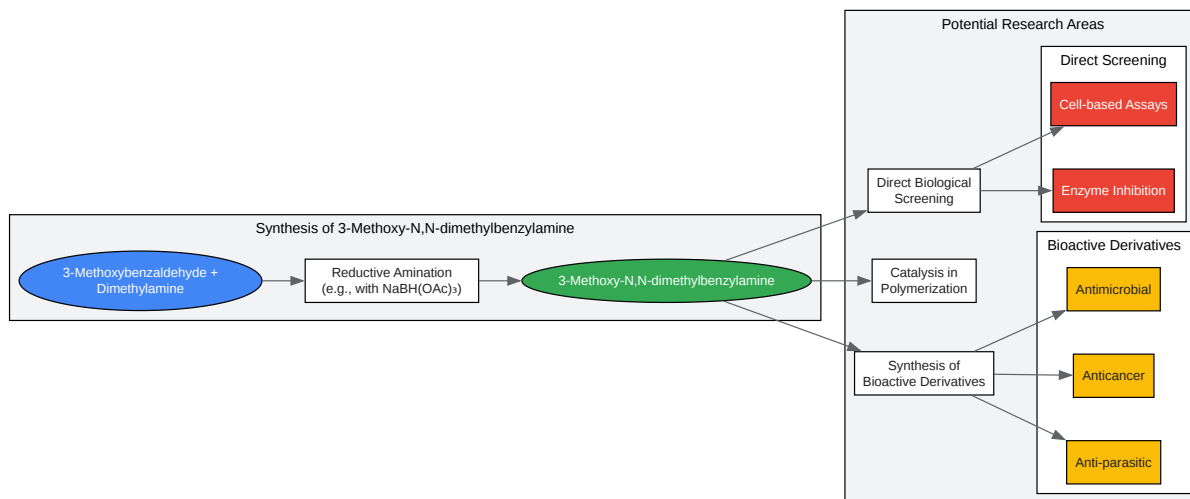 Potential Research Areas
Direct Screening
Cell-based Assays
Direct Biological
Screening
Enzyme Inhibition
Synthesis of 3-Methoxy-N,N-dimethylbenzylamine
Bioactive Derivatives
3-Methoxybenzaldehyde +
Dimethylamine
Reductive Amination
(e.g., with NaBH(OAc)₃)
3-Methoxy-N,N-dimethylbenzylamine
Catalysis in
Polymerization
Antimicrobial
Synthesis of
Bioactive Derivatives
Anticancer
Anti-parasitic